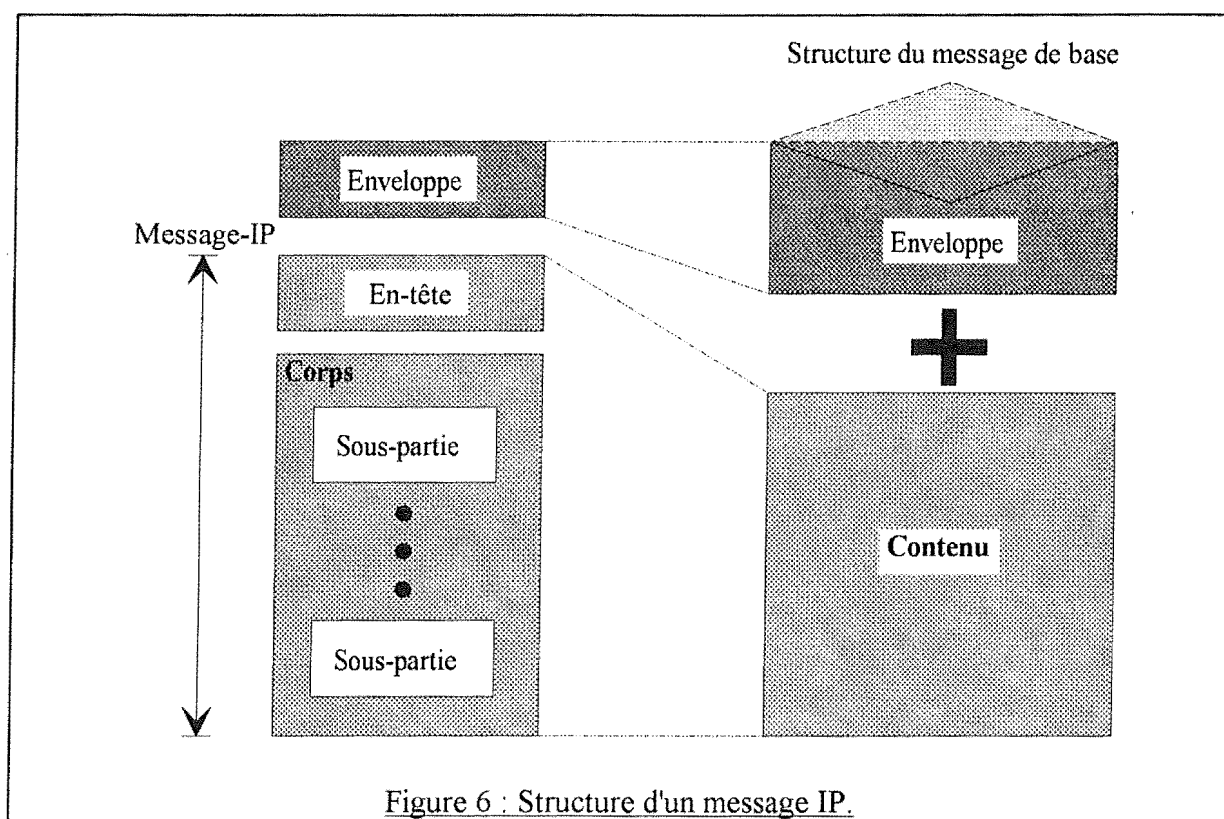 Structure du message de base
Enveloppe
Message-IP
Enveloppe
En-tête
Corps
Sous-partie
Contenu
Sous-partie
Figure 6 : Structure d'un message IP.